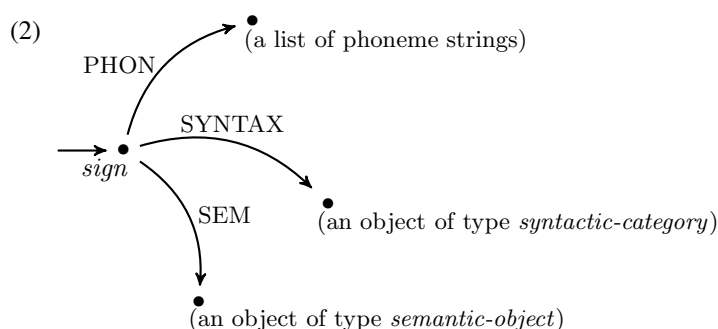 (2)
(a list of phoneme strings)
PHON
SYNTAX
sign
SEM
(an object of type syntactic-category)
(an object of type semantic-object)